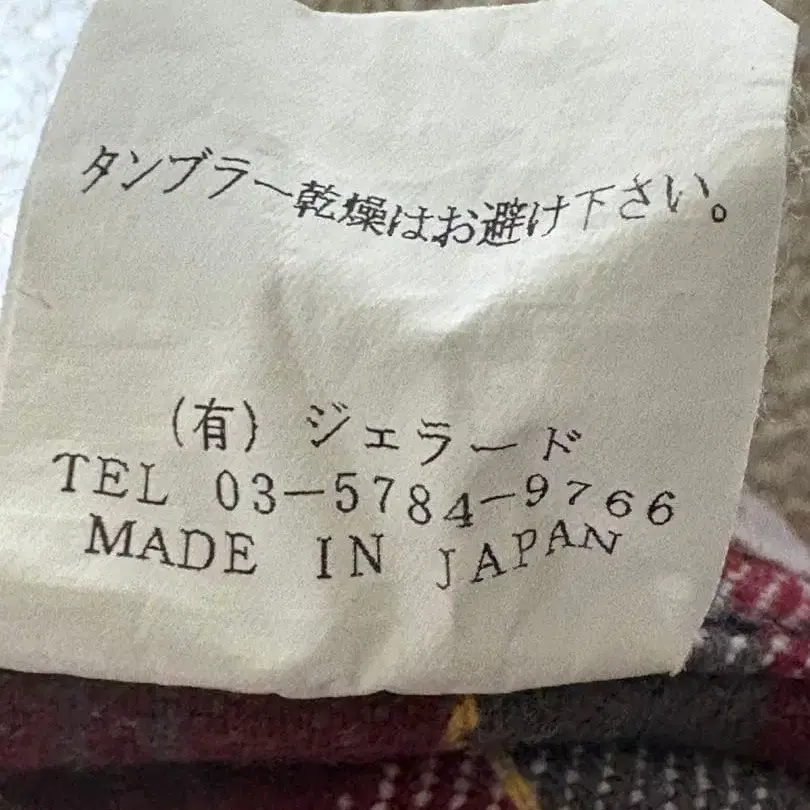 タンブラー乾燥はお避け下さい。
(有) ジェラード
TEL 03-5784-9766
MADE IN JAPAN